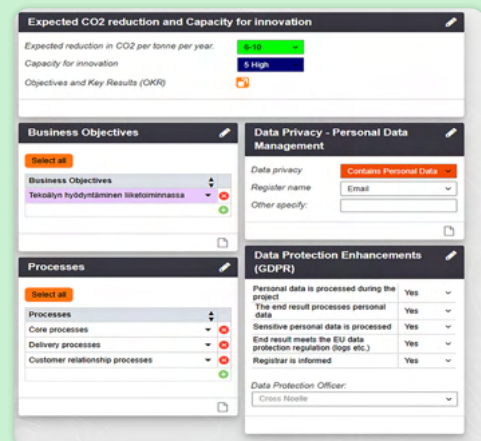 Expected CO2 reduction and Capacity for innovation
Expected reduction in CO2 per tonne per year.
6-10
Capacity for innovation
5 High
Objectives and Key Results (OKR)
Business Objectives
Select all
Business Objectives
Tekoälyn hyödyntäminen liiketoiminnassa
Processes
Select all
Processes
Core processes
Delivery processes
Customer relationship processes
Data Privacy - Personal Data
Management
Data privacy
Contains Personal Data
Register name
Email
Other specify:
Data Protection Enhancements
(GDPR)
Personal data is processed during the
project
Yes
The end result processes personal
data
Yes
Sensitive personal data is processed
Yes
End result meets the EU data
protection regulation (logs etc.)
Yes
Registrar is informed
Yes
Data Protection Officer:
Cross Noelle